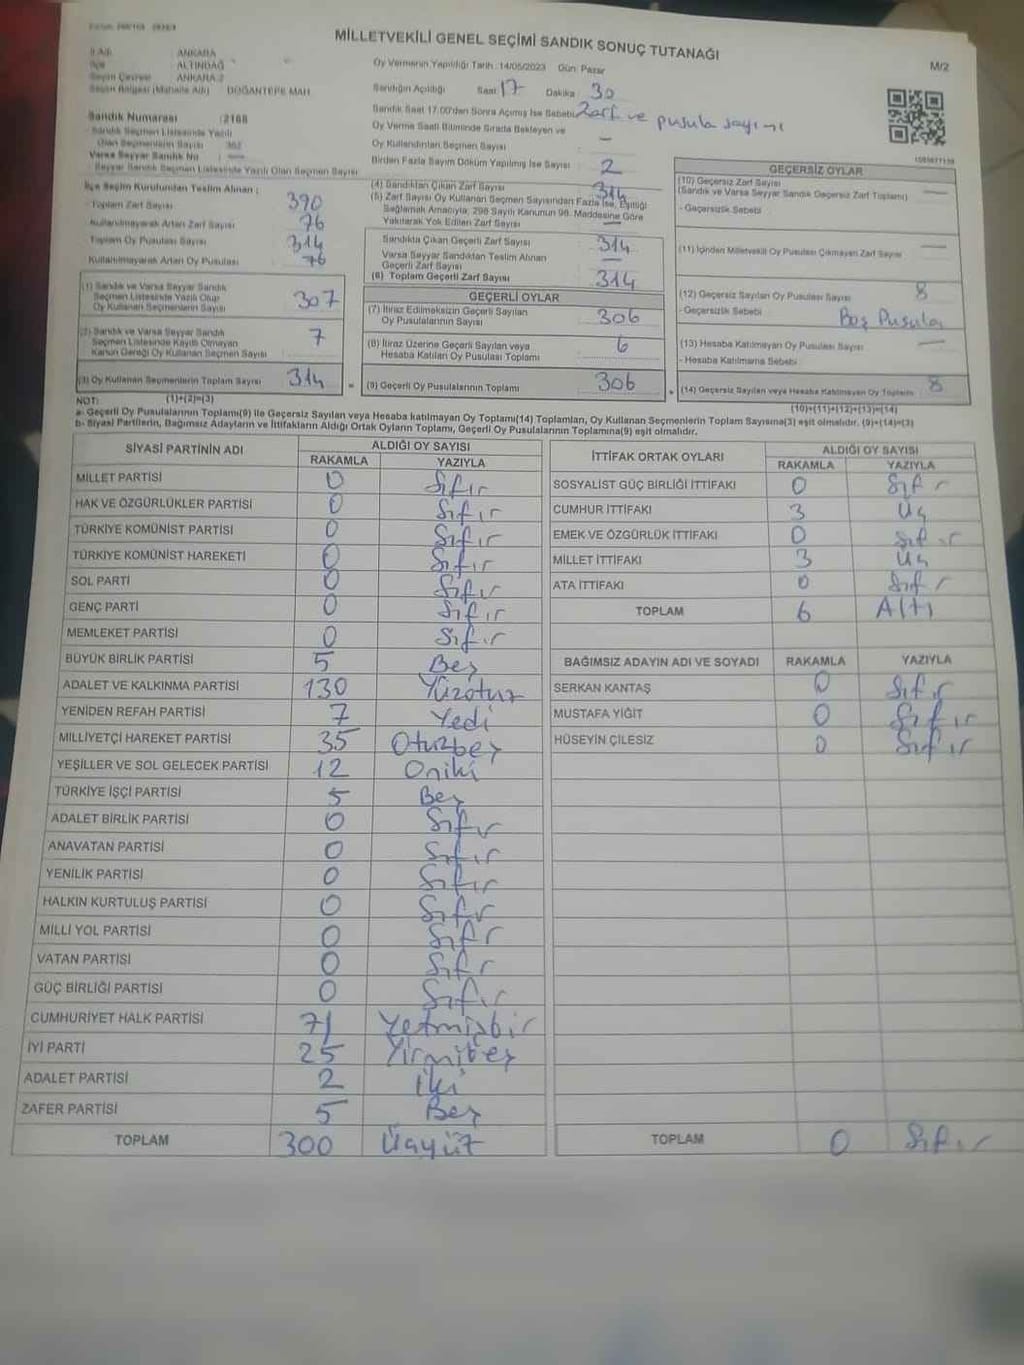 MİLLETVEKİLİ GENEL SEÇİMİ SANDIK SONUÇ TUTANAĞI
M/2
İl Adı ANKARA
İlçe ALTINDAĞ
Seçim Çevresi ANKARA 2
Seçim Bölgesi (Mahalle Adı) DOĞANTEPE MAH
Oy Vermenin Yapıldığı Tarih :14/05/2023 Gün: Pazar
Sandığın Açıldığı Saat 17 Dakika 30
Sandık Saat 17.00'den Sonra Açılmış İse Sebebi Zarf ve pusula sayımı
Oy Verme Saati Bitiminde Sırada Bekleyen ve
Oy Kullandırılan Seçmen Sayısı —
Birden Fazla Sayım Döküm Yapılmış İse Sayısı 2
Sandık Numarası :2168
Sandık Seçmen Listesinde Yazılı
Olan Seçmenlerin Sayısı
Varsa Seyyar Sandık No
Seyyar Sandık Seçmen Listesinde Yazılı Olan Seçmen Sayısı
İlçe Seçim Kurulundan Teslim Alınan :
Toplam Zarf Sayısı 390
Kullanılmayarak Artan Zarf Sayısı 76
Toplam Oy Pusulası Sayısı 314
Kullanılmayarak Artan Oy Pusulası 76
(1) Sandık ve Varsa Seyyar Sandık
Seçmen Listesinde Yazılı Olup
Oy Kullanan Seçmenlerin Sayısı 307
(2) Sandık ve Varsa Seyyar Sandık
Seçmen Listesinde Kayıtlı Olmayan
Kanun Gereği Oy Kullanan Seçmen Sayısı 7
(3) Oy Kullanan Seçmenlerin Toplam Sayısı 314
(4) Sandıktan Çıkan Zarf Sayısı 314
(5) Zarf Sayısı Oy Kullanan Seçmen Sayısından Fazla İse, Eşitliği
Sağlamak Amacıyla, 298 Sayılı Kanunun 98. Maddesine Göre
Yakılarak Yok Edilen Zarf Sayısı —
Sandıkta Çıkan Geçerli Zarf Sayısı 314
Varsa Seyyar Sandıktan Teslim Alınan
Geçerli Zarf Sayısı —
(6) Toplam Geçerli Zarf Sayısı 314
GEÇERLİ OYLAR
(7) İtiraz Edilmeksizin Geçerli Sayılan
Oy Pusulalarının Sayısı 306
(8) İtiraz Üzerine Geçerli Sayılan veya
Hesaba Katılan Oy Pusulası Toplamı 6
= (9) Geçerli Oy Pusulalarının Toplamı 306
GEÇERSİZ OYLAR
(10) Geçersiz Zarf Sayısı —
(Sandık ve Varsa Seyyar Sandık Geçersiz Zarf Toplamı)
- Geçersizlik Sebebi
(11) İçinden Milletvekili Oy Pusulası Çıkmayan Zarf Sayısı —
(12) Geçersiz Sayılan Oy Pusulası Sayısı 8
- Geçersizlik Sebebi Boş Pusula
(13) Hesaba Katılmayan Oy Pusulası Sayısı —
- Hesaba Katılmama Sebebi
+ (14) Geçersiz Sayılan veya Hesaba Katılmayan Oy Toplamı 8
NOT: (1)+(2)=(3) (10)+(11)+(12)+(13)=(14)
a- Geçerli Oy Pusulalarının Toplamı(9) ile Geçersiz Sayılan veya Hesaba katılmayan Oy Toplamı(14) Toplamları, Oy Kullanan Seçmenlerin Toplam Sayısına(3) eşit olmalıdır. (9)+(14)=(3)
b- Siyasi Partilerin, Bağımsız Adayların ve İttifakların Aldığı Ortak Oyların Toplamı, Geçerli Oy Pusulalarının Toplamına(9) eşit olmalıdır.
SİYASİ PARTİNİN ADI ALDIĞI OY SAYISI
RAKAMLA YAZIYLA
MİLLET PARTİSİ 0 Sıfır
HAK VE ÖZGÜRLÜKLER PARTİSİ 0 Sıfır
TÜRKİYE KOMÜNİST PARTİSİ 0 Sıfır
TÜRKİYE KOMÜNİST HAREKETİ 0 Sıfır
SOL PARTİ 0 Sıfır
GENÇ PARTİ 0 Sıfır
MEMLEKET PARTİSİ 0 Sıfır
BÜYÜK BİRLİK PARTİSİ 5 Beş
ADALET VE KALKINMA PARTİSİ 130 Yüzotuz
YENİDEN REFAH PARTİSİ 7 Yedi
MİLLİYETÇİ HAREKET PARTİSİ 35 Otuzbeş
YEŞİLLER VE SOL GELECEK PARTİSİ 12 Oniki
TÜRKİYE İŞÇİ PARTİSİ 5 Beş
ADALET BİRLİK PARTİSİ 0 Sıfır
ANAVATAN PARTİSİ 0 Sıfır
YENİLİK PARTİSİ 0 Sıfır
HALKIN KURTULUŞ PARTİSİ 0 Sıfır
MİLLİ YOL PARTİSİ 0 Sıfır
VATAN PARTİSİ 0 Sıfır
GÜÇ BİRLİĞİ PARTİSİ 0 Sıfır
CUMHURİYET HALK PARTİSİ 71 Yetmişbir
İYİ PARTİ 25 Yirmibeş
ADALET PARTİSİ 2 İki
ZAFER PARTİSİ 5 Beş
TOPLAM 300 Üçyüz
İTTİFAK ORTAK OYLARI ALDIĞI OY SAYISI
RAKAMLA YAZIYLA
SOSYALİST GÜÇ BİRLİĞİ İTTİFAKI 0 Sıfır
CUMHUR İTTİFAKI 3 Üç
EMEK VE ÖZGÜRLÜK İTTİFAKI 0 Sıfır
MİLLET İTTİFAKI 3 Üç
ATA İTTİFAKI 0 Sıfır
TOPLAM 6 Altı
BAĞIMSIZ ADAYIN ADI VE SOYADI RAKAMLA YAZIYLA
SERKAN KANTAŞ 0 Sıfır
MUSTAFA YİĞİT 0 Sıfır
HÜSEYİN ÇİLESİZ 0 Sıfır
TOPLAM 0 Sıfır